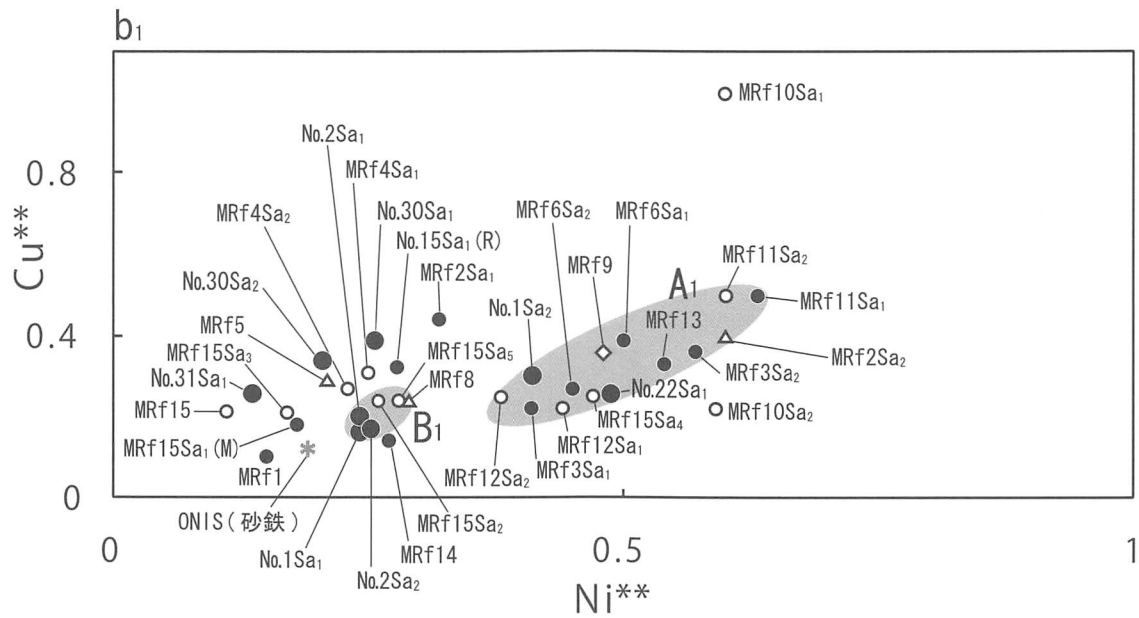 b₁
MRf10Sa₁
No.2Sa₁
MRf4Sa₁
0.8
MRf4Sa₂
No.30Sa₁
MRf6Sa₂
MRf6Sa₁
No.15Sa₁(R)
MRf11Sa₂
Cu**
MRf9
MRf2Sa₁
No.30Sa₂
A₁
No.1Sa₂
MRf11Sa₁
MRf5
MRf13
0.4
MRf15Sa₃
MRf15Sa₅
MRf2Sa₂
No.31Sa₁
MRf8
MRf3Sa₂
No.22Sa₁
MRf15
MRf10Sa₂
B₁
MRf15Sa₄
MRf15Sa₁(M)
MRf12Sa₁
MRf1
MRf12Sa₂
MRf3Sa₁
0
ONIS(砂鉄)
MRf15Sa₂
No.1Sa₁
MRf14
No.2Sa₂
0
0.5
1
Ni**